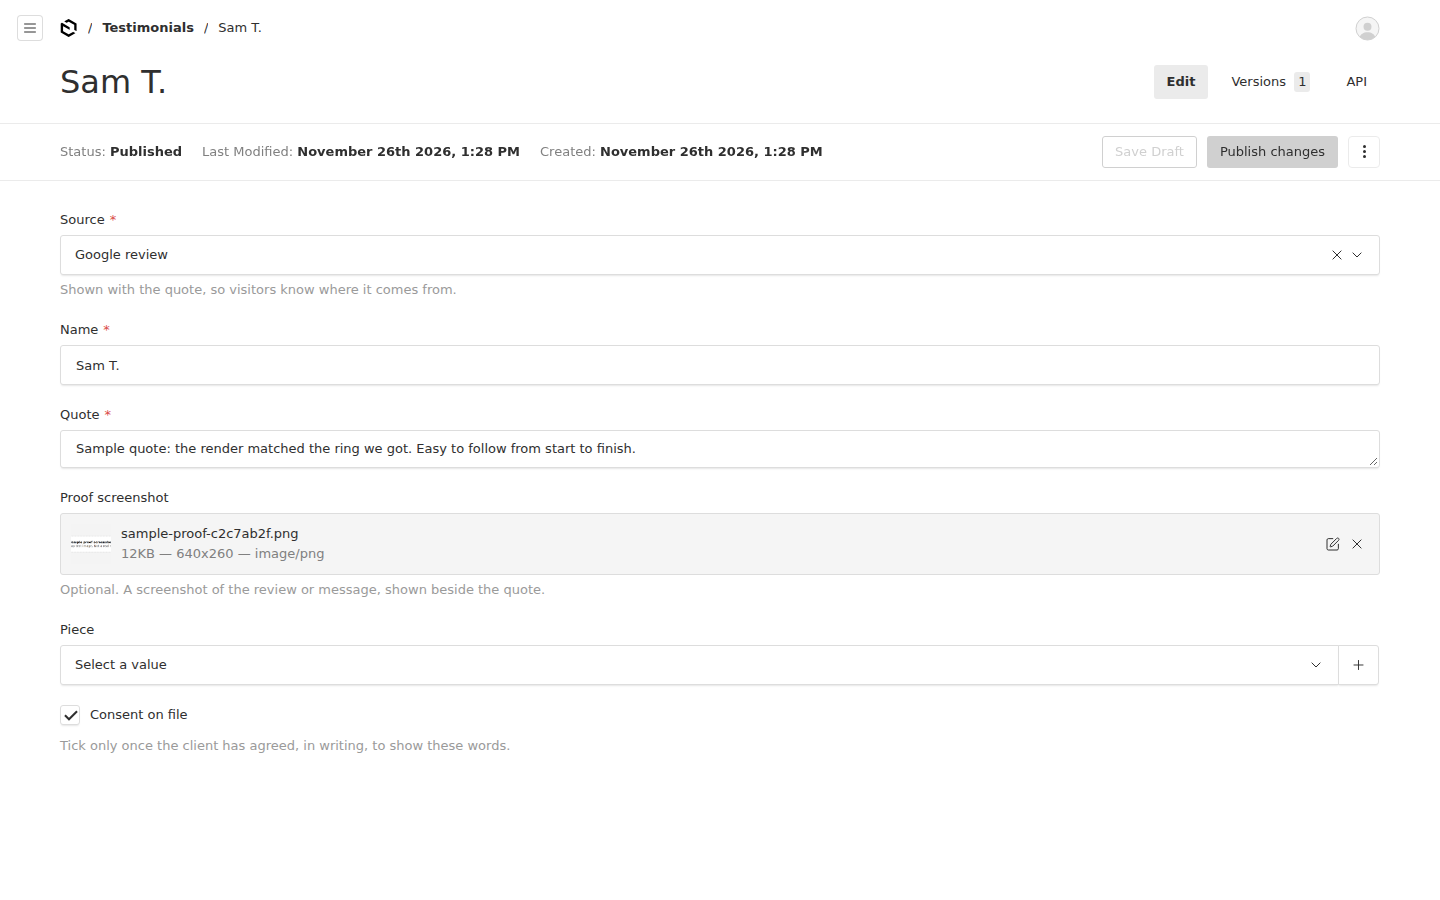 / Testimonials / Sam T.
Sam T.
Edit Versions 1 API
Status: Published Last Modified: November 26th 2026, 1:28 PM Created: November 26th 2026, 1:28 PM Save Draft Publish changes
Source *
Google review
Shown with the quote, so visitors know where it comes from.
Name *
Sam T.
Quote *
Sample quote: the render matched the ring we got. Easy to follow from start to finish.
Proof screenshot
sample-proof-c2c7ab2f.png
12KB — 640x260 — image/png
Optional. A screenshot of the review or message, shown beside the quote.
Piece
Select a value
Consent on file
Tick only once the client has agreed, in writing, to show these words.